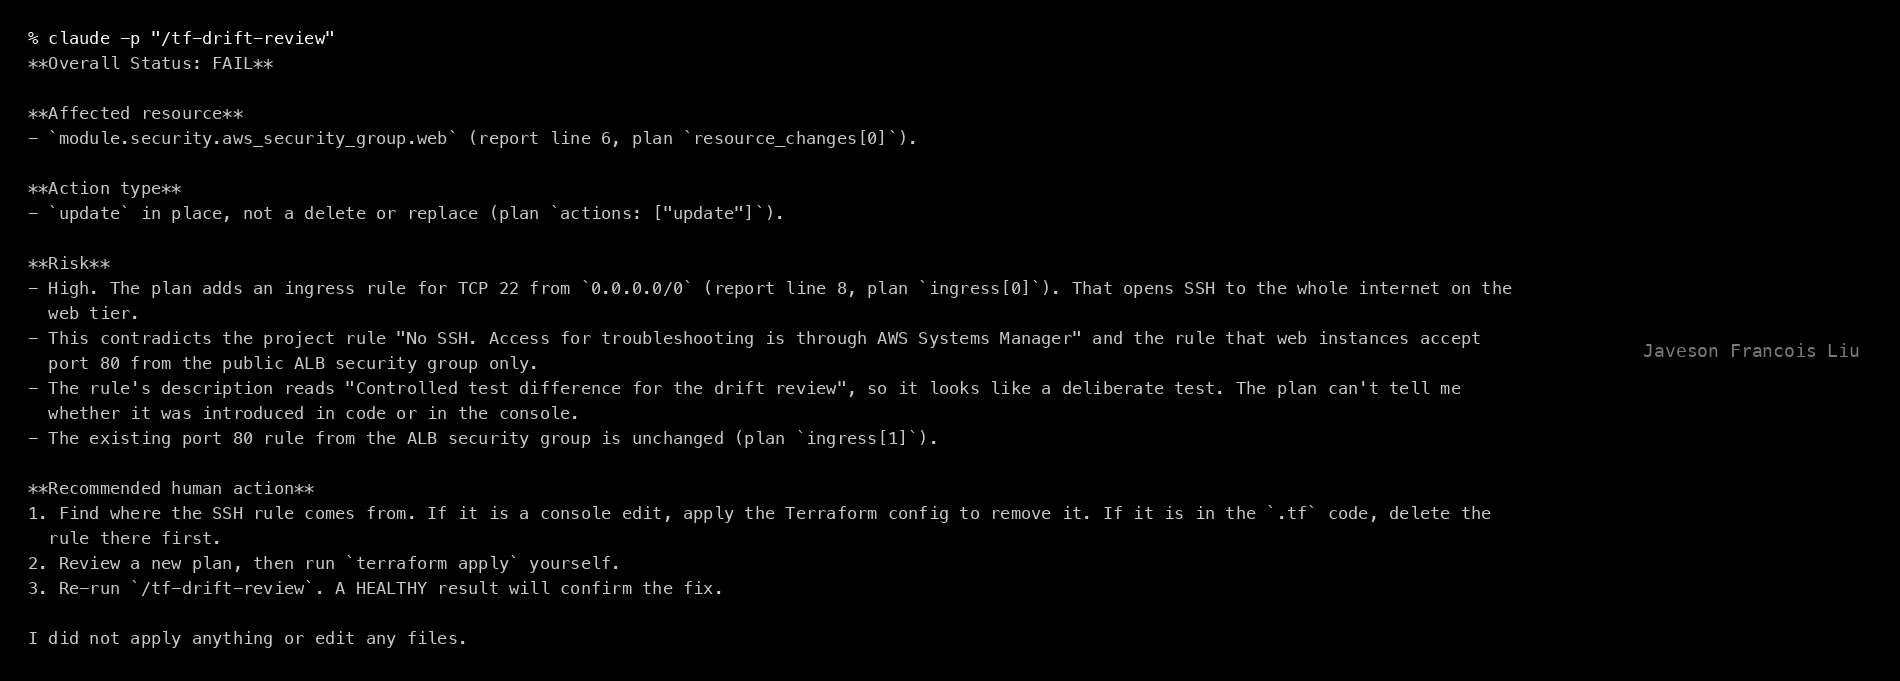 % claude -p "/tf-drift-review"
**Overall Status: FAIL**
**Affected resource**
- `module.security.aws_security_group.web` (report line 6, plan `resource_changes[0]`).
**Action type**
- `update` in place, not a delete or replace (plan `actions: ["update"]`).
**Risk**
- High. The plan adds an ingress rule for TCP 22 from `0.0.0.0/0` (report line 8, plan `ingress[0]`). That opens SSH to the whole internet on the
web tier.
- This contradicts the project rule "No SSH. Access for troubleshooting is through AWS Systems Manager" and the rule that web instances accept
port 80 from the public ALB security group only.
Javeson Francois Liu
- The rule's description reads "Controlled test difference for the drift review", so it looks like a deliberate test. The plan can't tell me
whether it was introduced in code or in the console.
- The existing port 80 rule from the ALB security group is unchanged (plan `ingress[1]`).
**Recommended human action**
1. Find where the SSH rule comes from. If it is a console edit, apply the Terraform config to remove it. If it is in the `.tf` code, delete the
rule there first.
2. Review a new plan, then run `terraform apply` yourself.
3. Re-run `/tf-drift-review`. A HEALTHY result will confirm the fix.
I did not apply anything or edit any files.